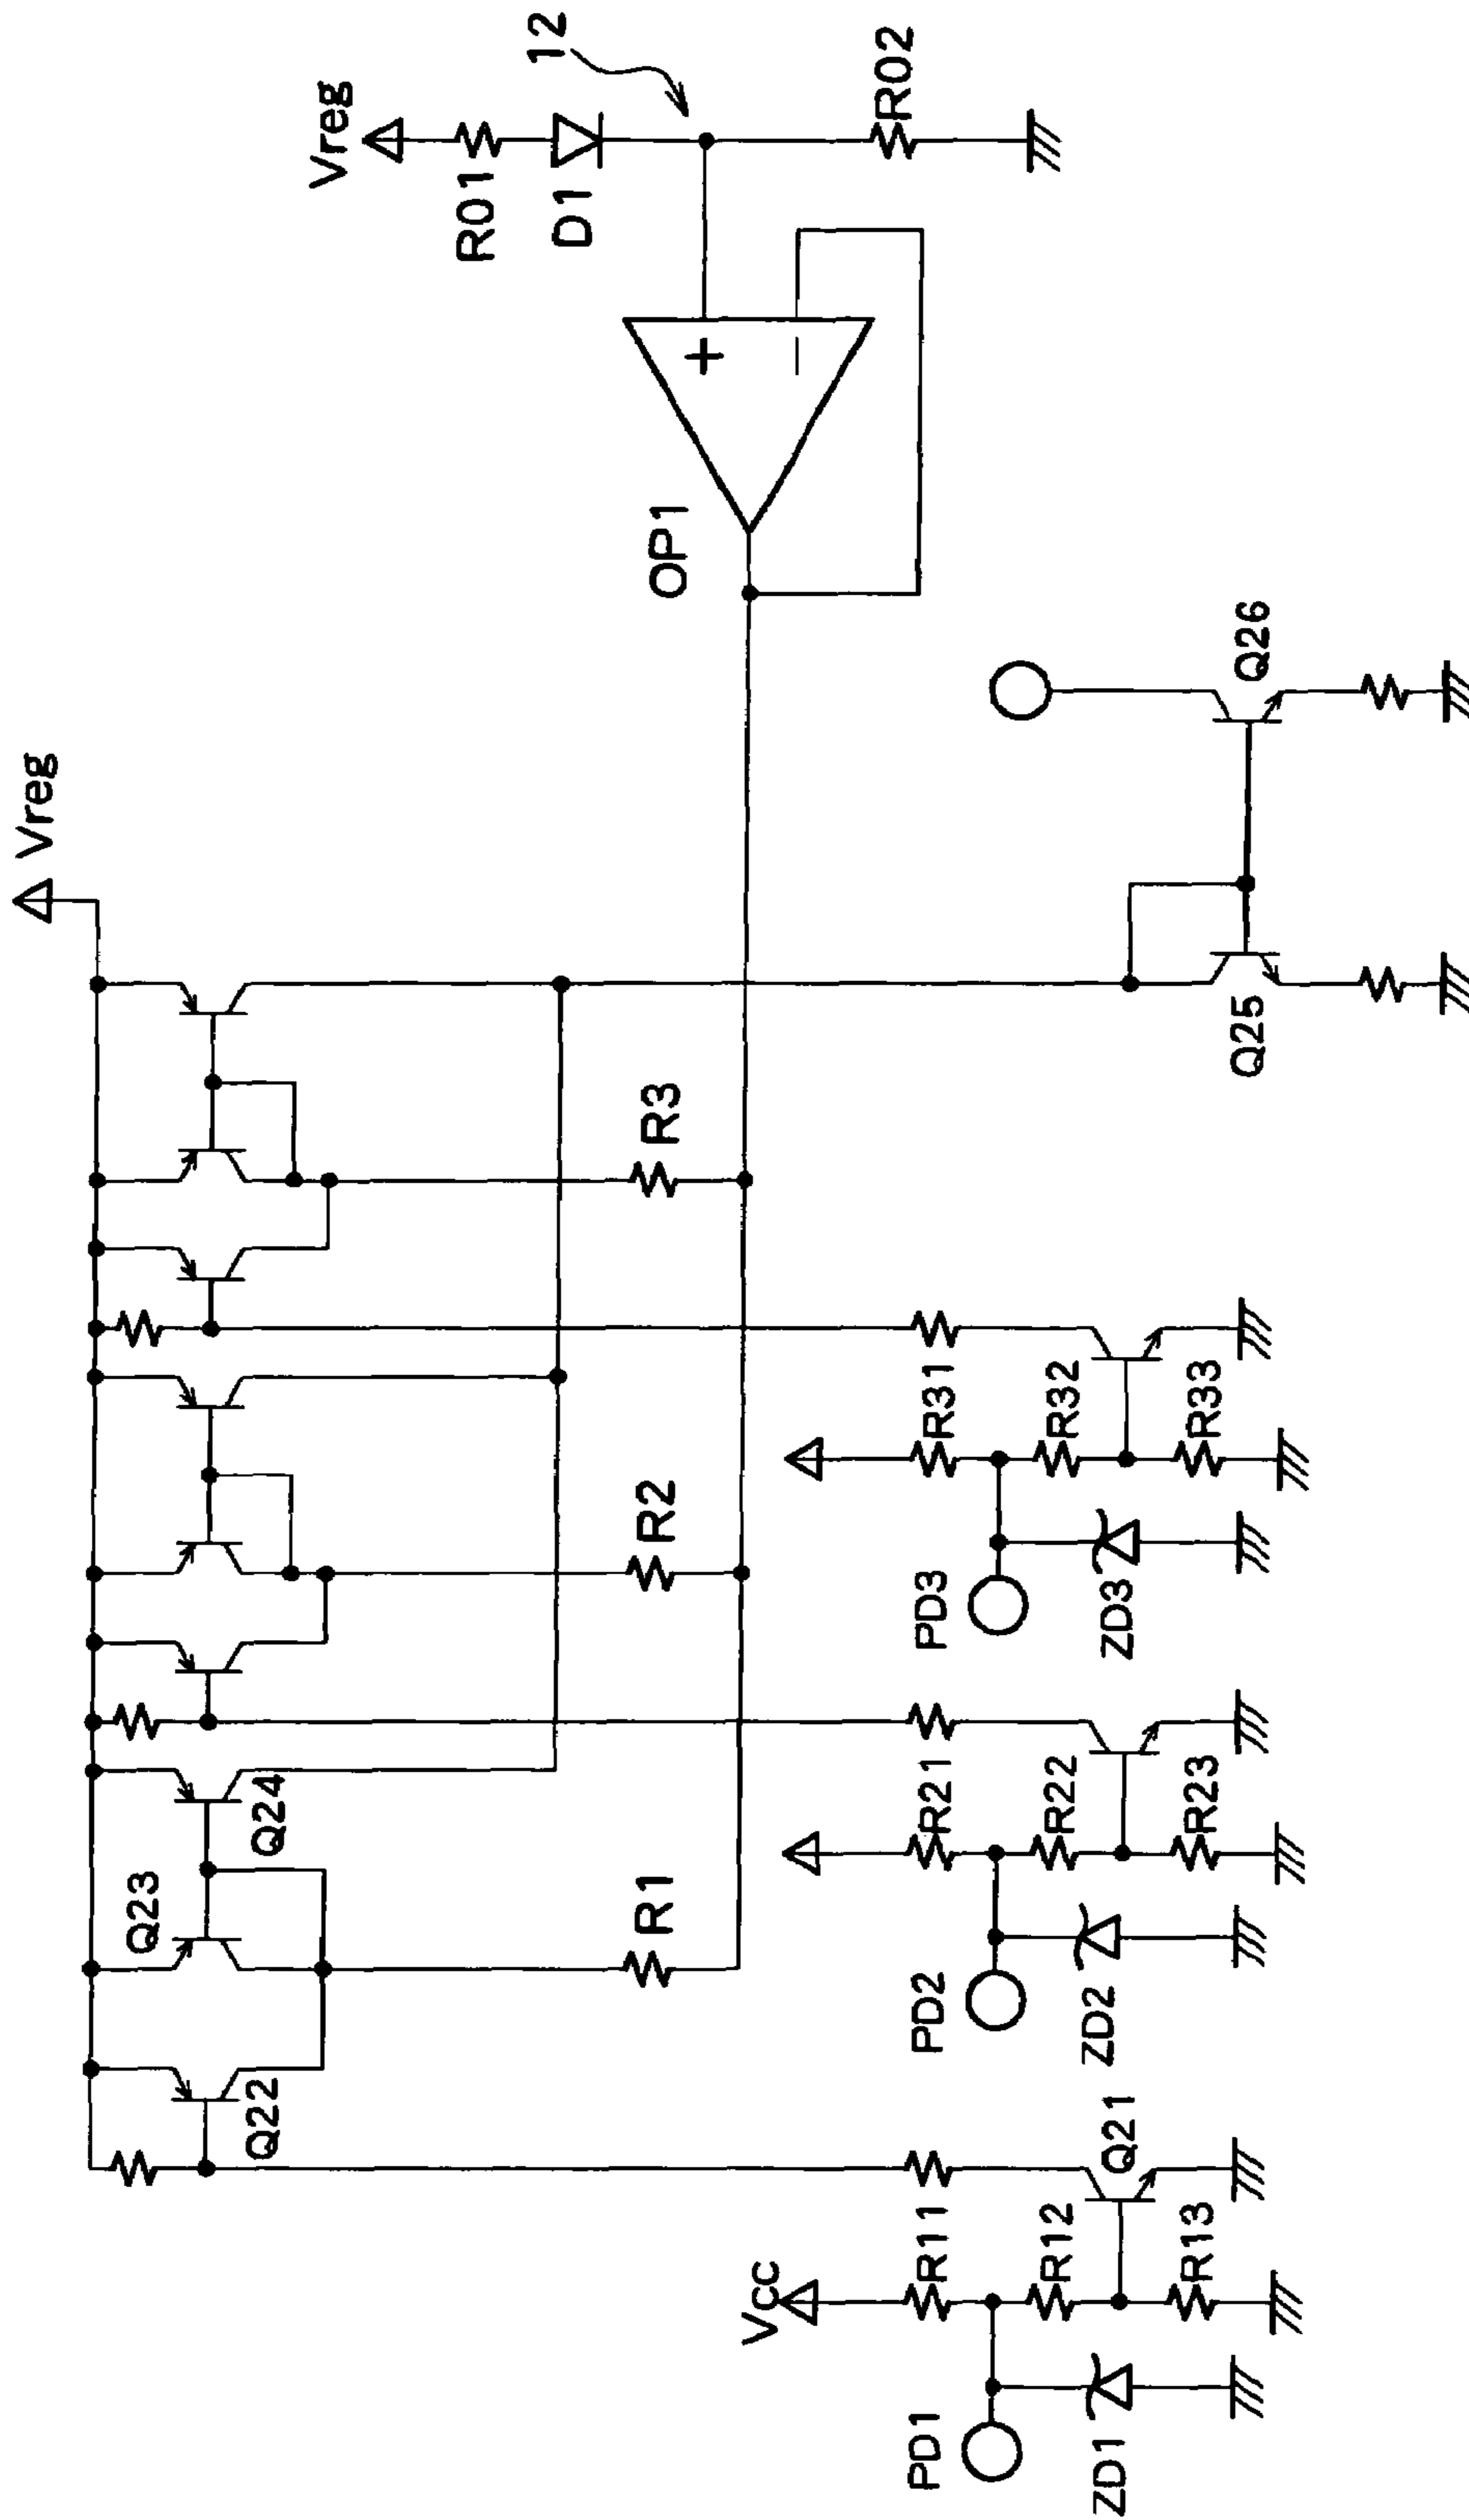 Vreg
12
R01
D1
R02
OP1
Vreg
Q26
Q25
R3
R31
R32
R33
PD3
ZD3
R2
R21
R22
R23
PD2
ZD2
Q24
Q23
R1
Q22
Q21
Vcc
R11
R12
R13
PD1
ZD1